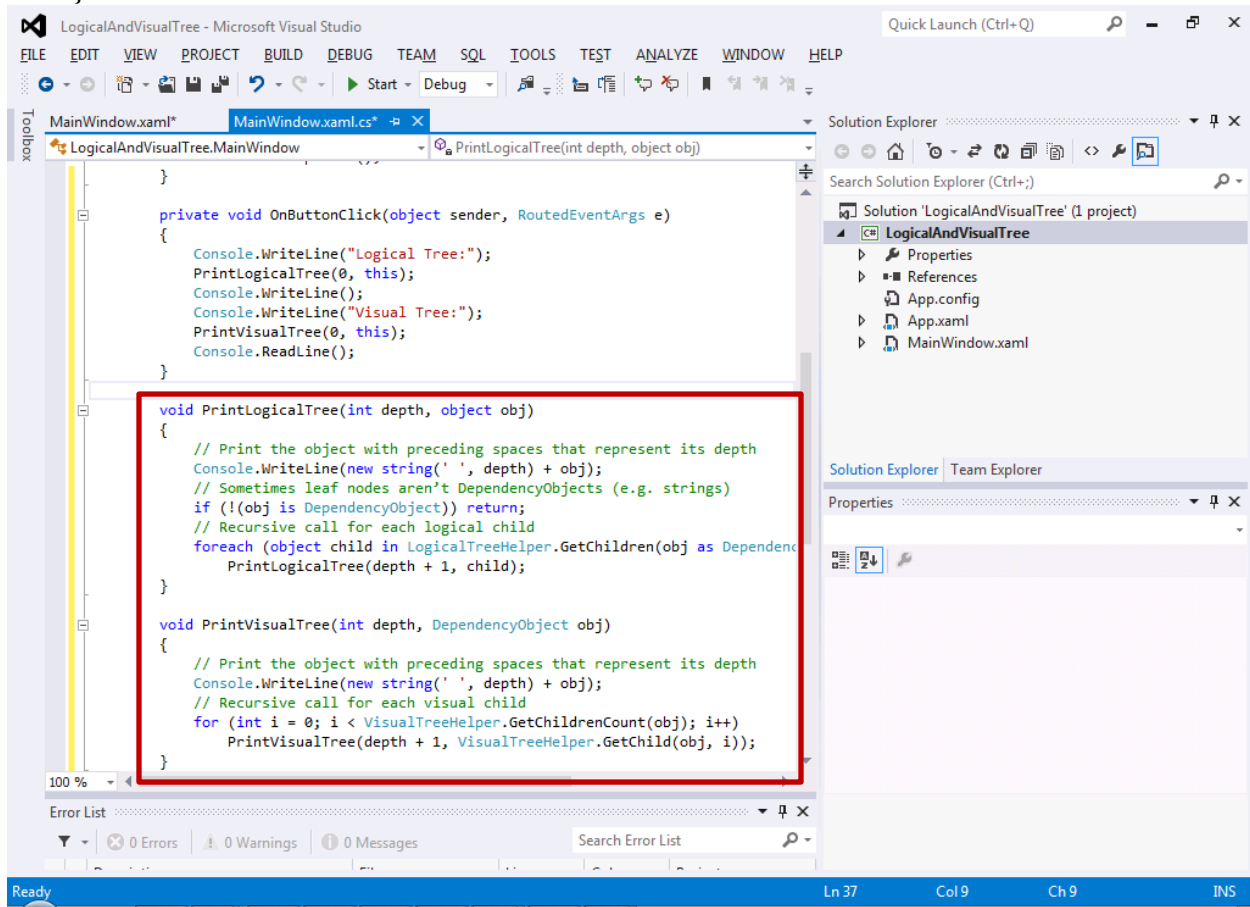 LogicalAndVisualTree - Microsoft Visual Studio
Quick Launch (Ctrl+Q)
FILE EDIT VIEW PROJECT BUILD DEBUG TEAM SQL TOOLS TEST ANALYZE WINDOW HELP
Start Debug
Toolbox
MainWindow.xaml* MainWindow.xaml.cs*
LogicalAndVisualTree.MainWindow PrintLogicalTree(int depth, object obj)
}
private void OnButtonClick(object sender, RoutedEventArgs e)
{
Console.WriteLine("Logical Tree:");
PrintLogicalTree(0, this);
Console.WriteLine();
Console.WriteLine("Visual Tree:");
PrintVisualTree(0, this);
Console.ReadLine();
}
void PrintLogicalTree(int depth, object obj)
{
// Print the object with preceding spaces that represent its depth
Console.WriteLine(new string(' ', depth) + obj);
// Sometimes leaf nodes aren’t DependencyObjects (e.g. strings)
if (!(obj is DependencyObject)) return;
// Recursive call for each logical child
foreach (object child in LogicalTreeHelper.GetChildren(obj as Dependenc
PrintLogicalTree(depth + 1, child);
}
void PrintVisualTree(int depth, DependencyObject obj)
{
// Print the object with preceding spaces that represent its depth
Console.WriteLine(new string(' ', depth) + obj);
// Recursive call for each visual child
for (int i = 0; i < VisualTreeHelper.GetChildrenCount(obj); i++)
PrintVisualTree(depth + 1, VisualTreeHelper.GetChild(obj, i));
}
100 %
Error List
0 Errors 0 Warnings 0 Messages Search Error List
Solution Explorer
Search Solution Explorer (Ctrl+;)
Solution 'LogicalAndVisualTree' (1 project)
LogicalAndVisualTree
Properties
References
App.config
App.xaml
MainWindow.xaml
Solution Explorer Team Explorer
Properties
Ready Ln 37 Col 9 Ch 9 INS